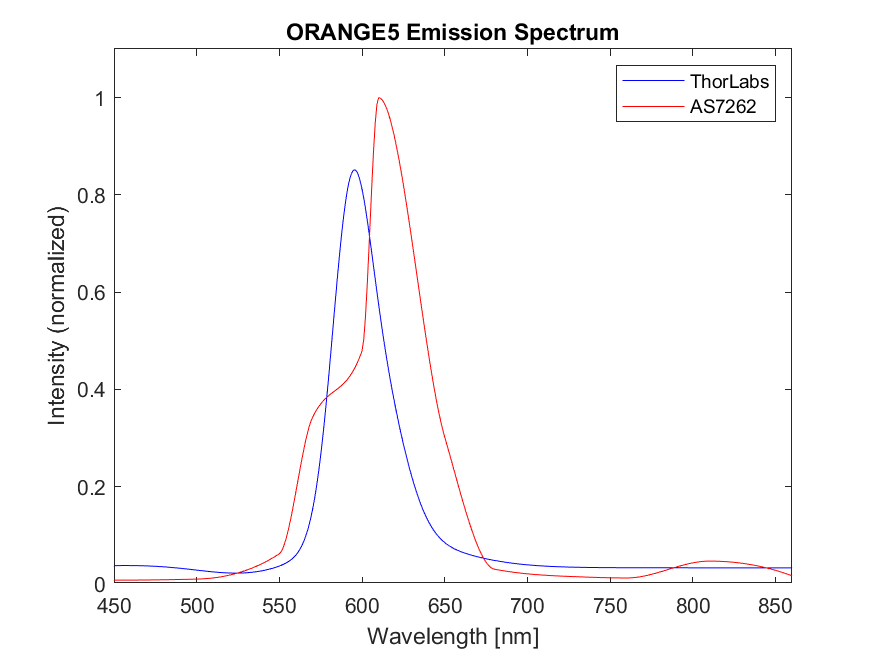 ORANGE5 Emission Spectrum
ThorLabs
AS7262
Intensity (normalized)
1
0.8
0.6
0.4
0.2
0
450 500 550 600 650 700 750 800 850
Wavelength [nm]